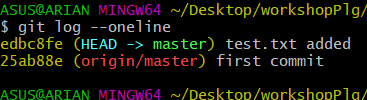 ASUS@ARIAN MINGW64 ~/Desktop/workshopPlg/
$ git log --oneline
edbc8fe (HEAD -> master) test.txt added
25ab88e (origin/master) first commit
ASUS@ARIAN MINGW64 ~/Desktop/workshopPlg/